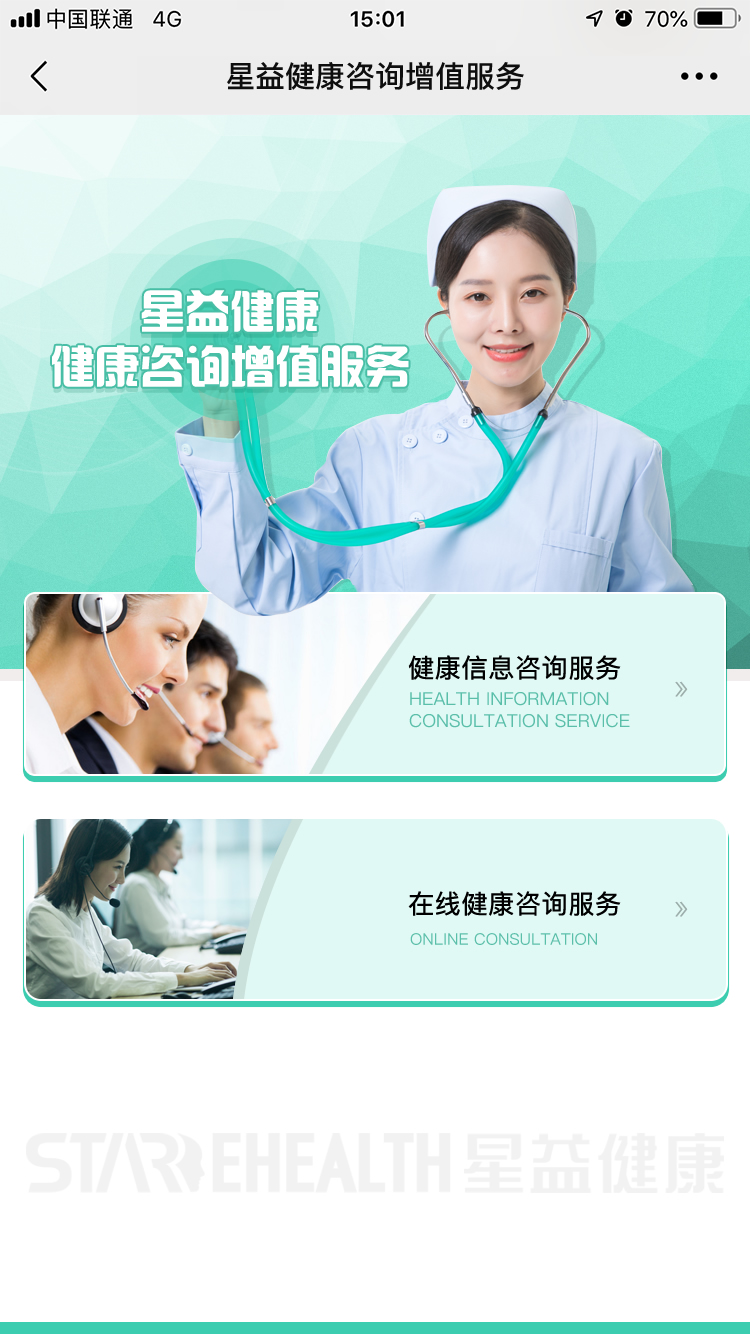 中国联通 4G 15:01 70%
星益健康咨询增值服务
星益健康
健康咨询增值服务
健康信息咨询服务
HEALTH INFORMATION
CONSULTATION SERVICE
在线健康咨询服务
ONLINE CONSULTATION
STARREHEALTH 星益健康